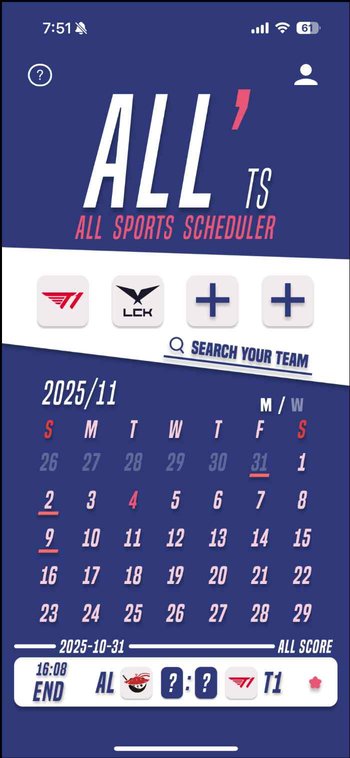 7:51
61
?
ALL'TS
ALL SPORTS SCHEDULER
T1
LCK
SEARCH YOUR TEAM
2025/11
M / W
S M T W T F S
26 27 28 29 30 31 1
2 3 4 5 6 7 8
9 10 11 12 13 14 15
16 17 18 19 20 21 22
23 24 25 26 27 28 29
2025-10-31 ALL SCORE
16:08
END AL ? : ? T1